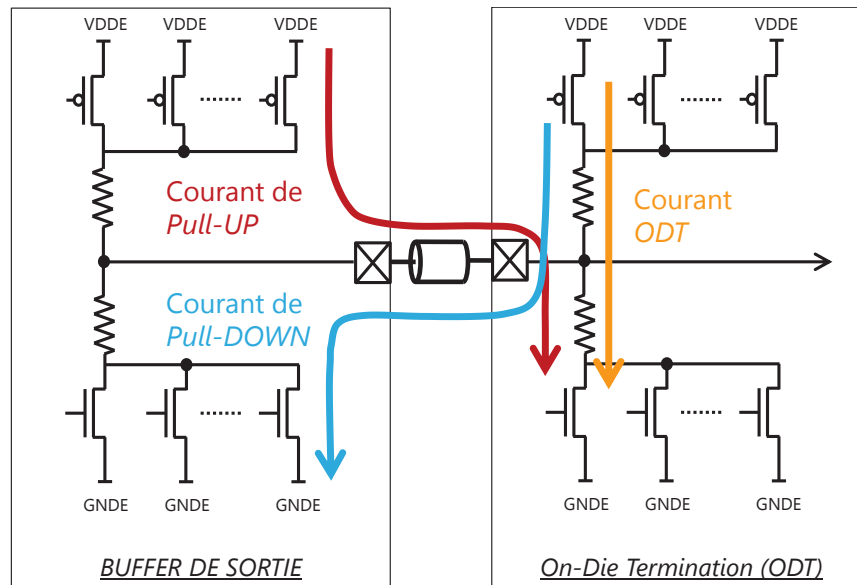 VDDE VDDE VDDE
VDDE VDDE VDDE
Courant de
Pull-UP
Courant
ODT
Courant de
Pull-DOWN
GNDE GNDE GNDE
GNDE GNDE GNDE
BUFFER DE SORTIE
On-Die Termination (ODT)